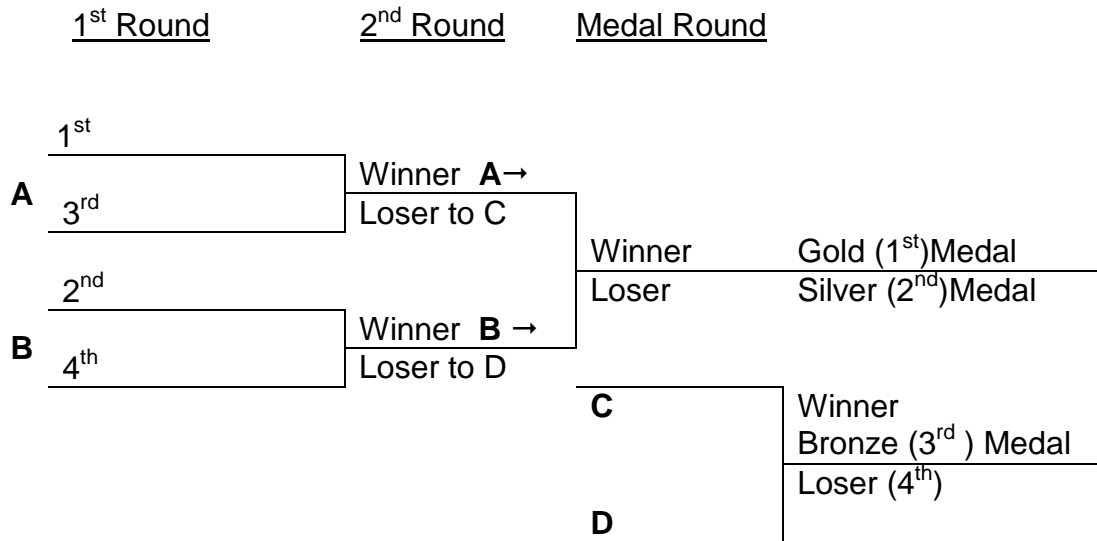 1st Round 2nd Round Medal Round
1st
A
Winner A→
3rd
Loser to C
Winner Gold (1st)Medal
2nd
Loser Silver (2nd)Medal
B
Winner B →
4th
Loser to D
C
Winner
Bronze (3rd ) Medal
Loser (4th)
D